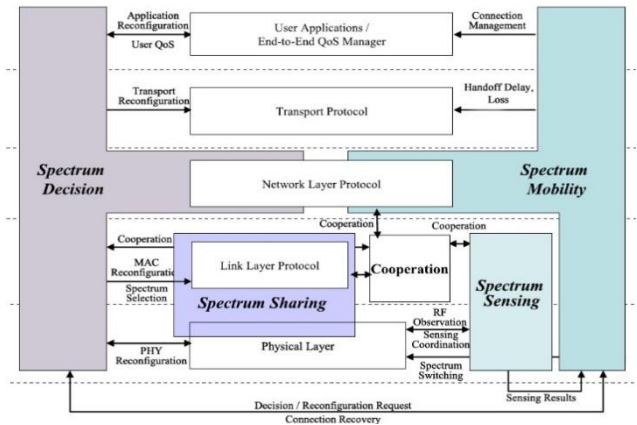 Application
Reconfiguration
User QoS
User Applications /
End-to-End QoS Manager
Connection
Management
Transport
Reconfiguration
Transport Protocol
Handoff Delay,
Loss
Spectrum
Decision
Network Layer Protocol
Spectrum
Mobility
Cooperation
Cooperation
Cooperation
MAC
Reconfiguratio
Spectrum
Selection
Link Layer Protocol
Spectrum Sharing
Cooperation
Spectrum
Sensing
RF
Observation
Sensing
Coordination
PHY
Reconfiguration
Physical Layer
Spectrum
Switching
Sensing Results
Decision / Reconfiguration Request
Connection Recovery